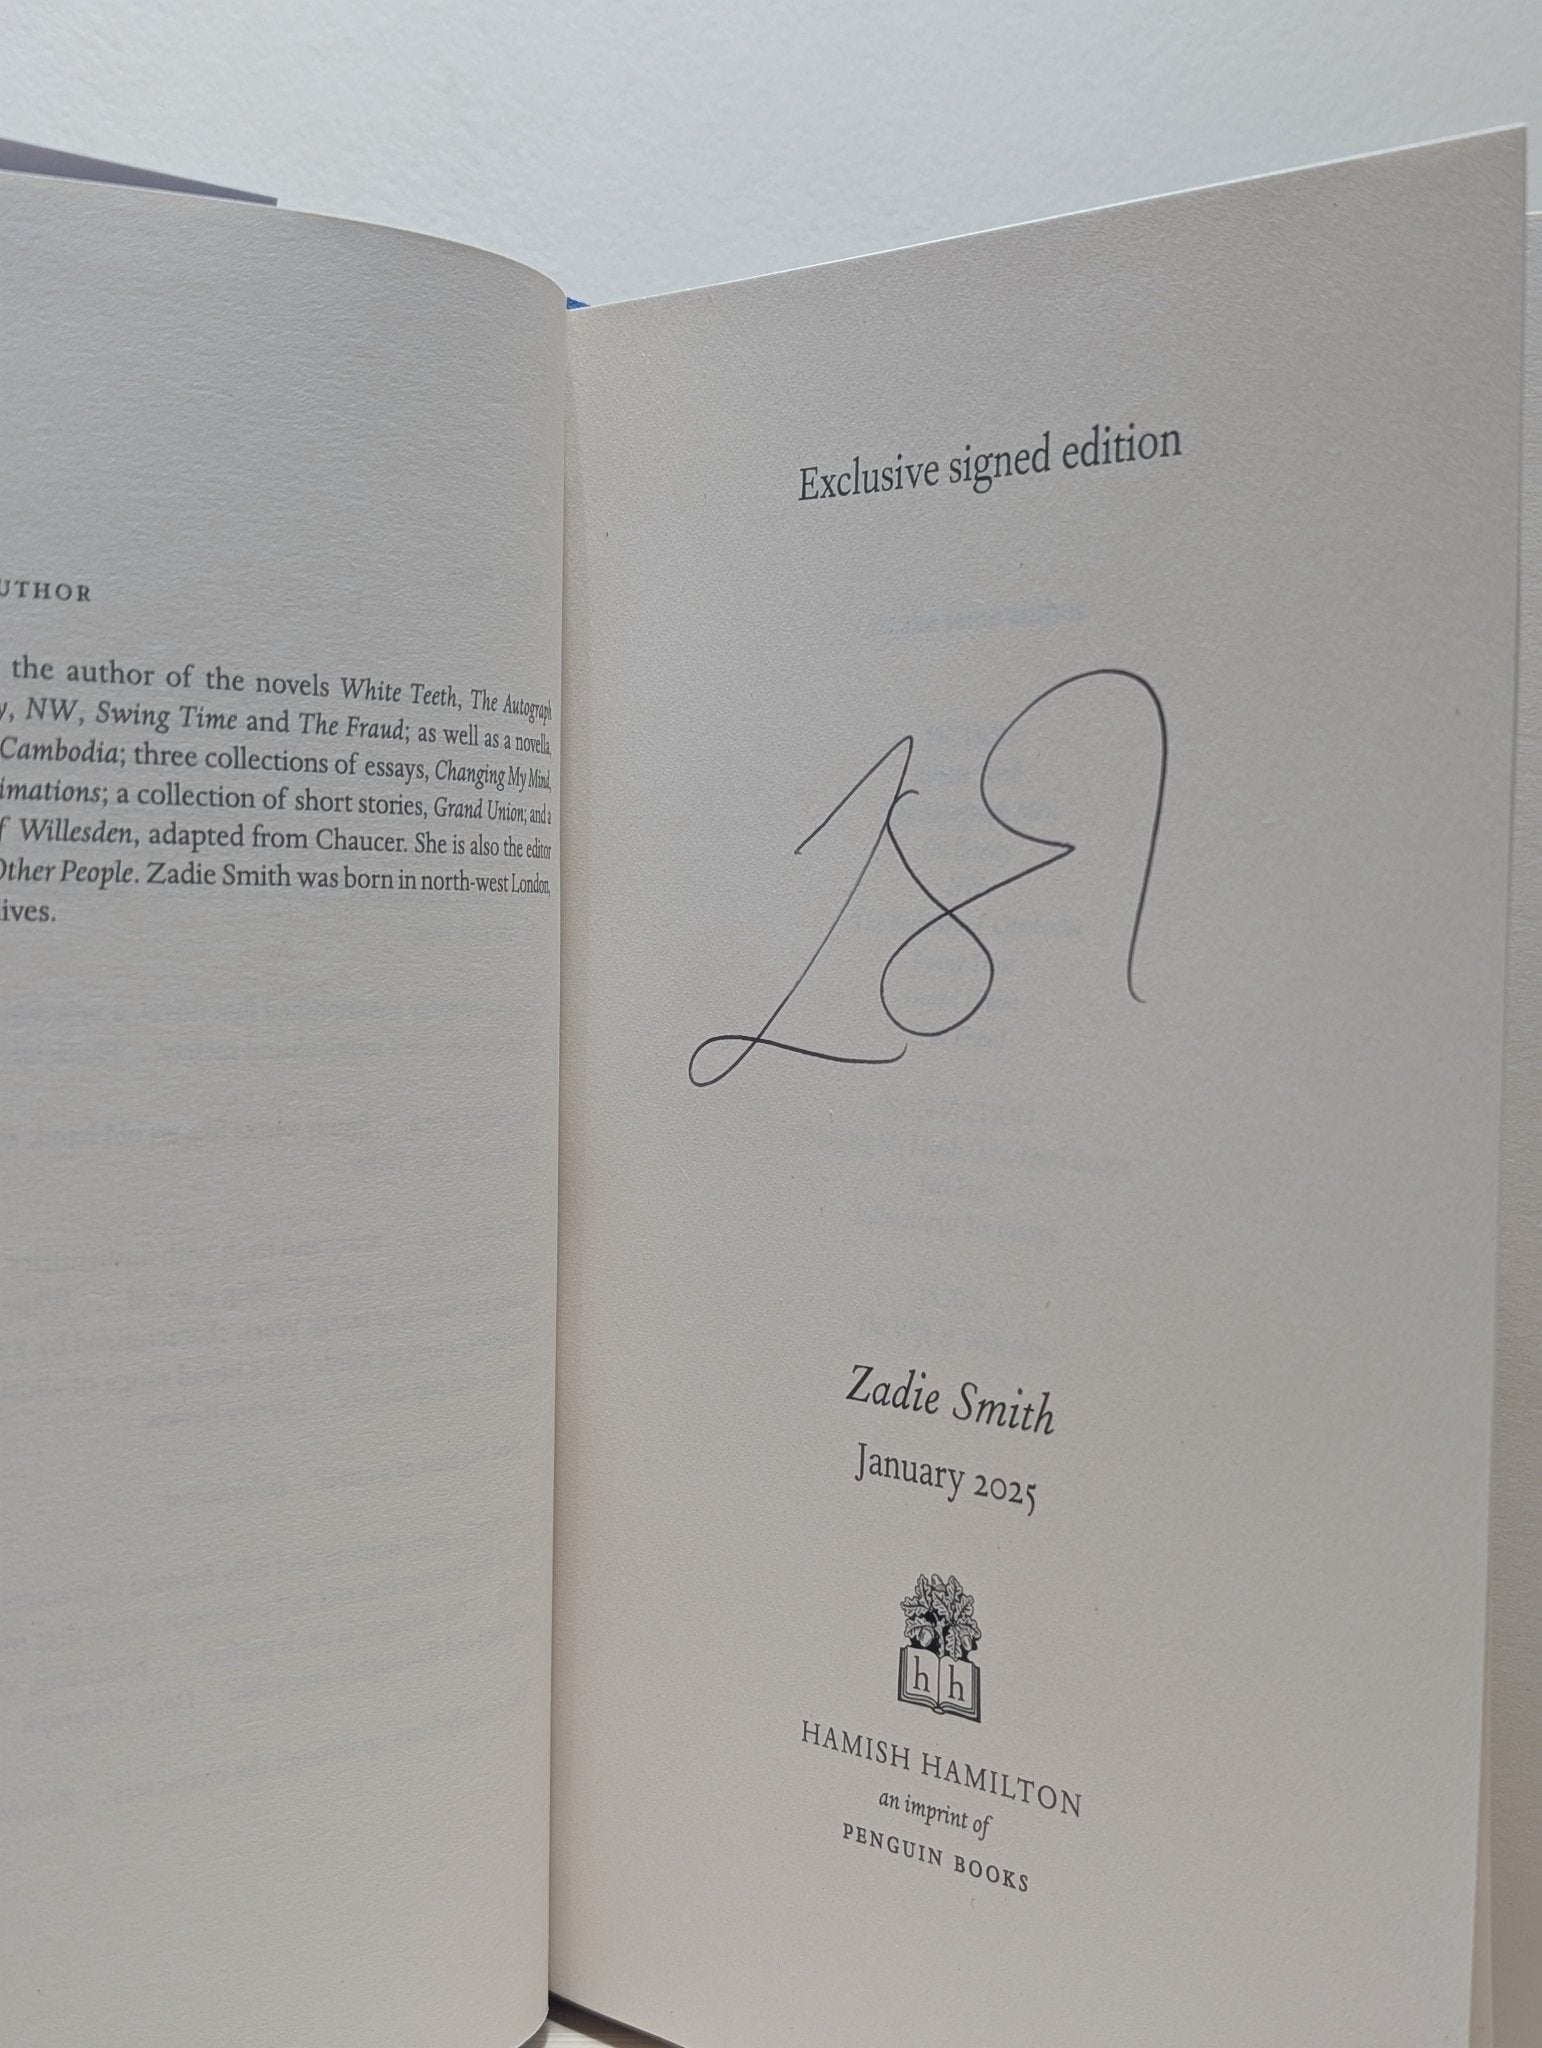 UTHOR
the author of the novels White Teeth, The Autograph
y, NW, Swing Time and The Fraud; as well as a novella,
Cambodia; three collections of essays, Changing My Mind,
imations; a collection of short stories, Grand Union; and a
f Willesden, adapted from Chaucer. She is also the editor
Other People. Zadie Smith was born in north-west London,
lives.
Exclusive signed edition
Zadie Smith
January 2025
h h
HAMISH HAMILTON
an imprint of
PENGUIN BOOKS